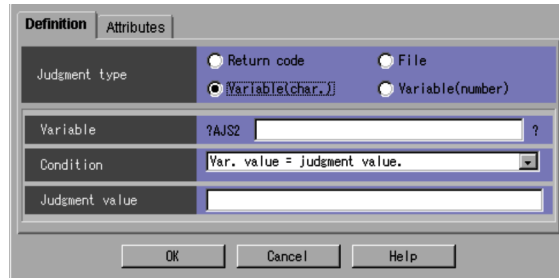 Definition Attributes
Judgment type
Return code File
Variable(char.) Variable(number)
Variable ?AJS2 ?
Condition Var. value = judgment value.
Judgment value
OK Cancel Help